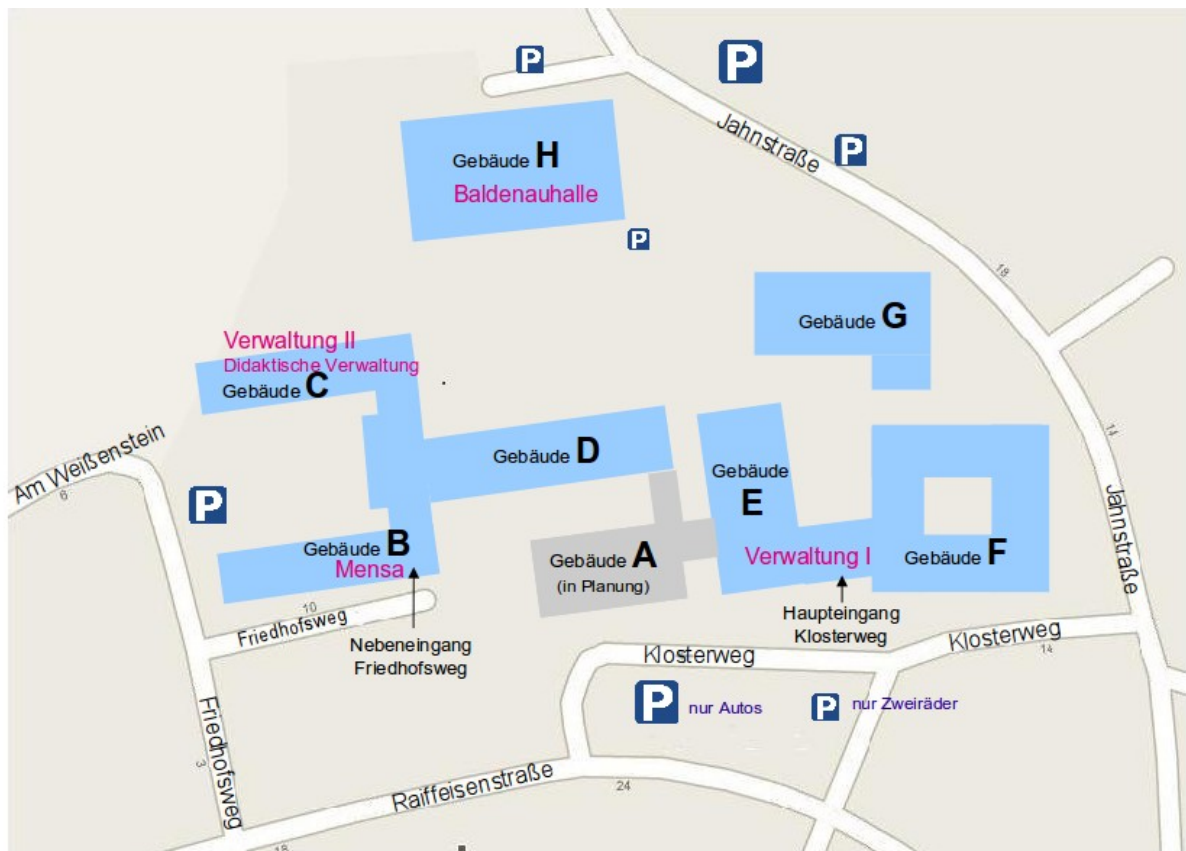 P
P
Jahnstraße
P
Gebäude H
Baldenauhalle
P
18
Gebäude G
Verwaltung II
Didaktische Verwaltung
Gebäude C
Am Weißenstein
6
P
Gebäude D
Gebäude
E
14
Jahnstraße
Gebäude B
Mensa
Gebäude A
(in Planung)
Verwaltung I
Gebäude F
10
Friedhofsweg
Nebeneingang
Friedhofsweg
Haupteingang
Klosterweg
Klosterweg
Klosterweg
14
P nur Autos
P nur Zweiräder
Friedhofsweg
3
Raiffeisenstraße
24
18